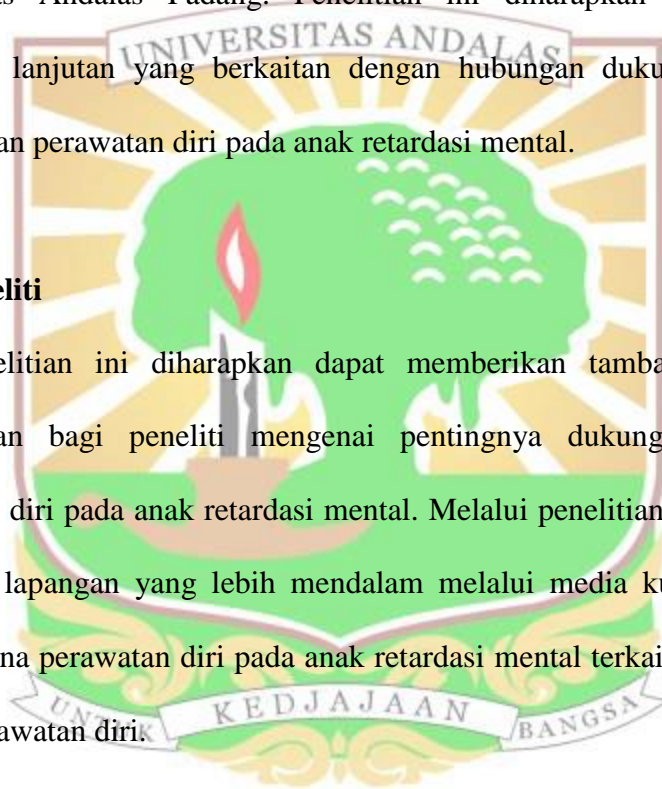 as Andalas Padang. Penelitian ini diharapkan
UNIVERSITAS ANDALAS
lanjutan yang berkaitan dengan hubungan duku
an perawatan diri pada anak retardasi mental.
eliti
elitian ini diharapkan dapat memberikan tamba
an bagi peneliti mengenai pentingnya dukung
diri pada anak retardasi mental. Melalui penelitian
lapangan yang lebih mendalam melalui media ku
na perawatan diri pada anak retardasi mental terkai
UNTUK KEDJAJAAN BANGSA
awatan diri.